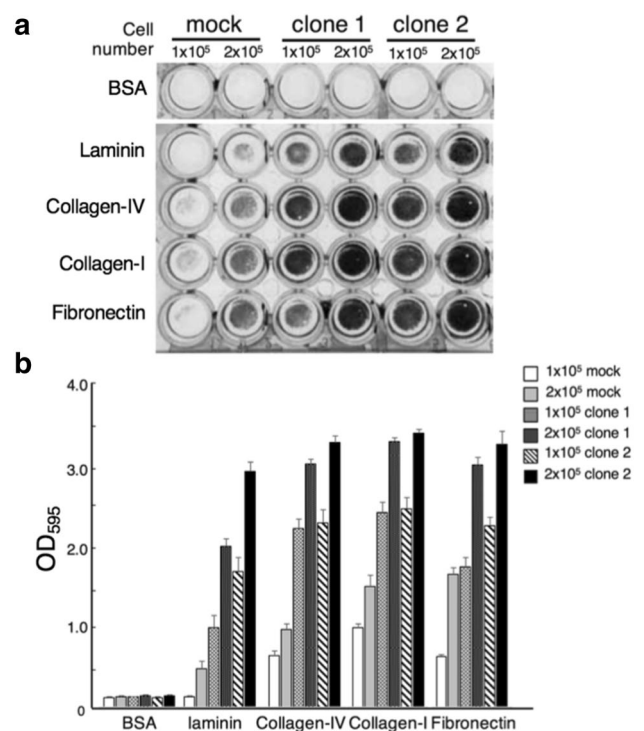 a
Cell number
mock clone 1 clone 2
1x10⁵ 2x10⁵ 1x10⁵ 2x10⁵ 1x10⁵ 2x10⁵
BSA
Laminin
Collagen-IV
Collagen-I
Fibronectin
b
4.0
3.0
2.0
1.0
0
OD₅₉₅
BSA laminin Collagen-IV Collagen-I Fibronectin
1x10⁵ mock
2x10⁵ mock
1x10⁵ clone 1
2x10⁵ clone 1
1x10⁵ clone 2
2x10⁵ clone 2